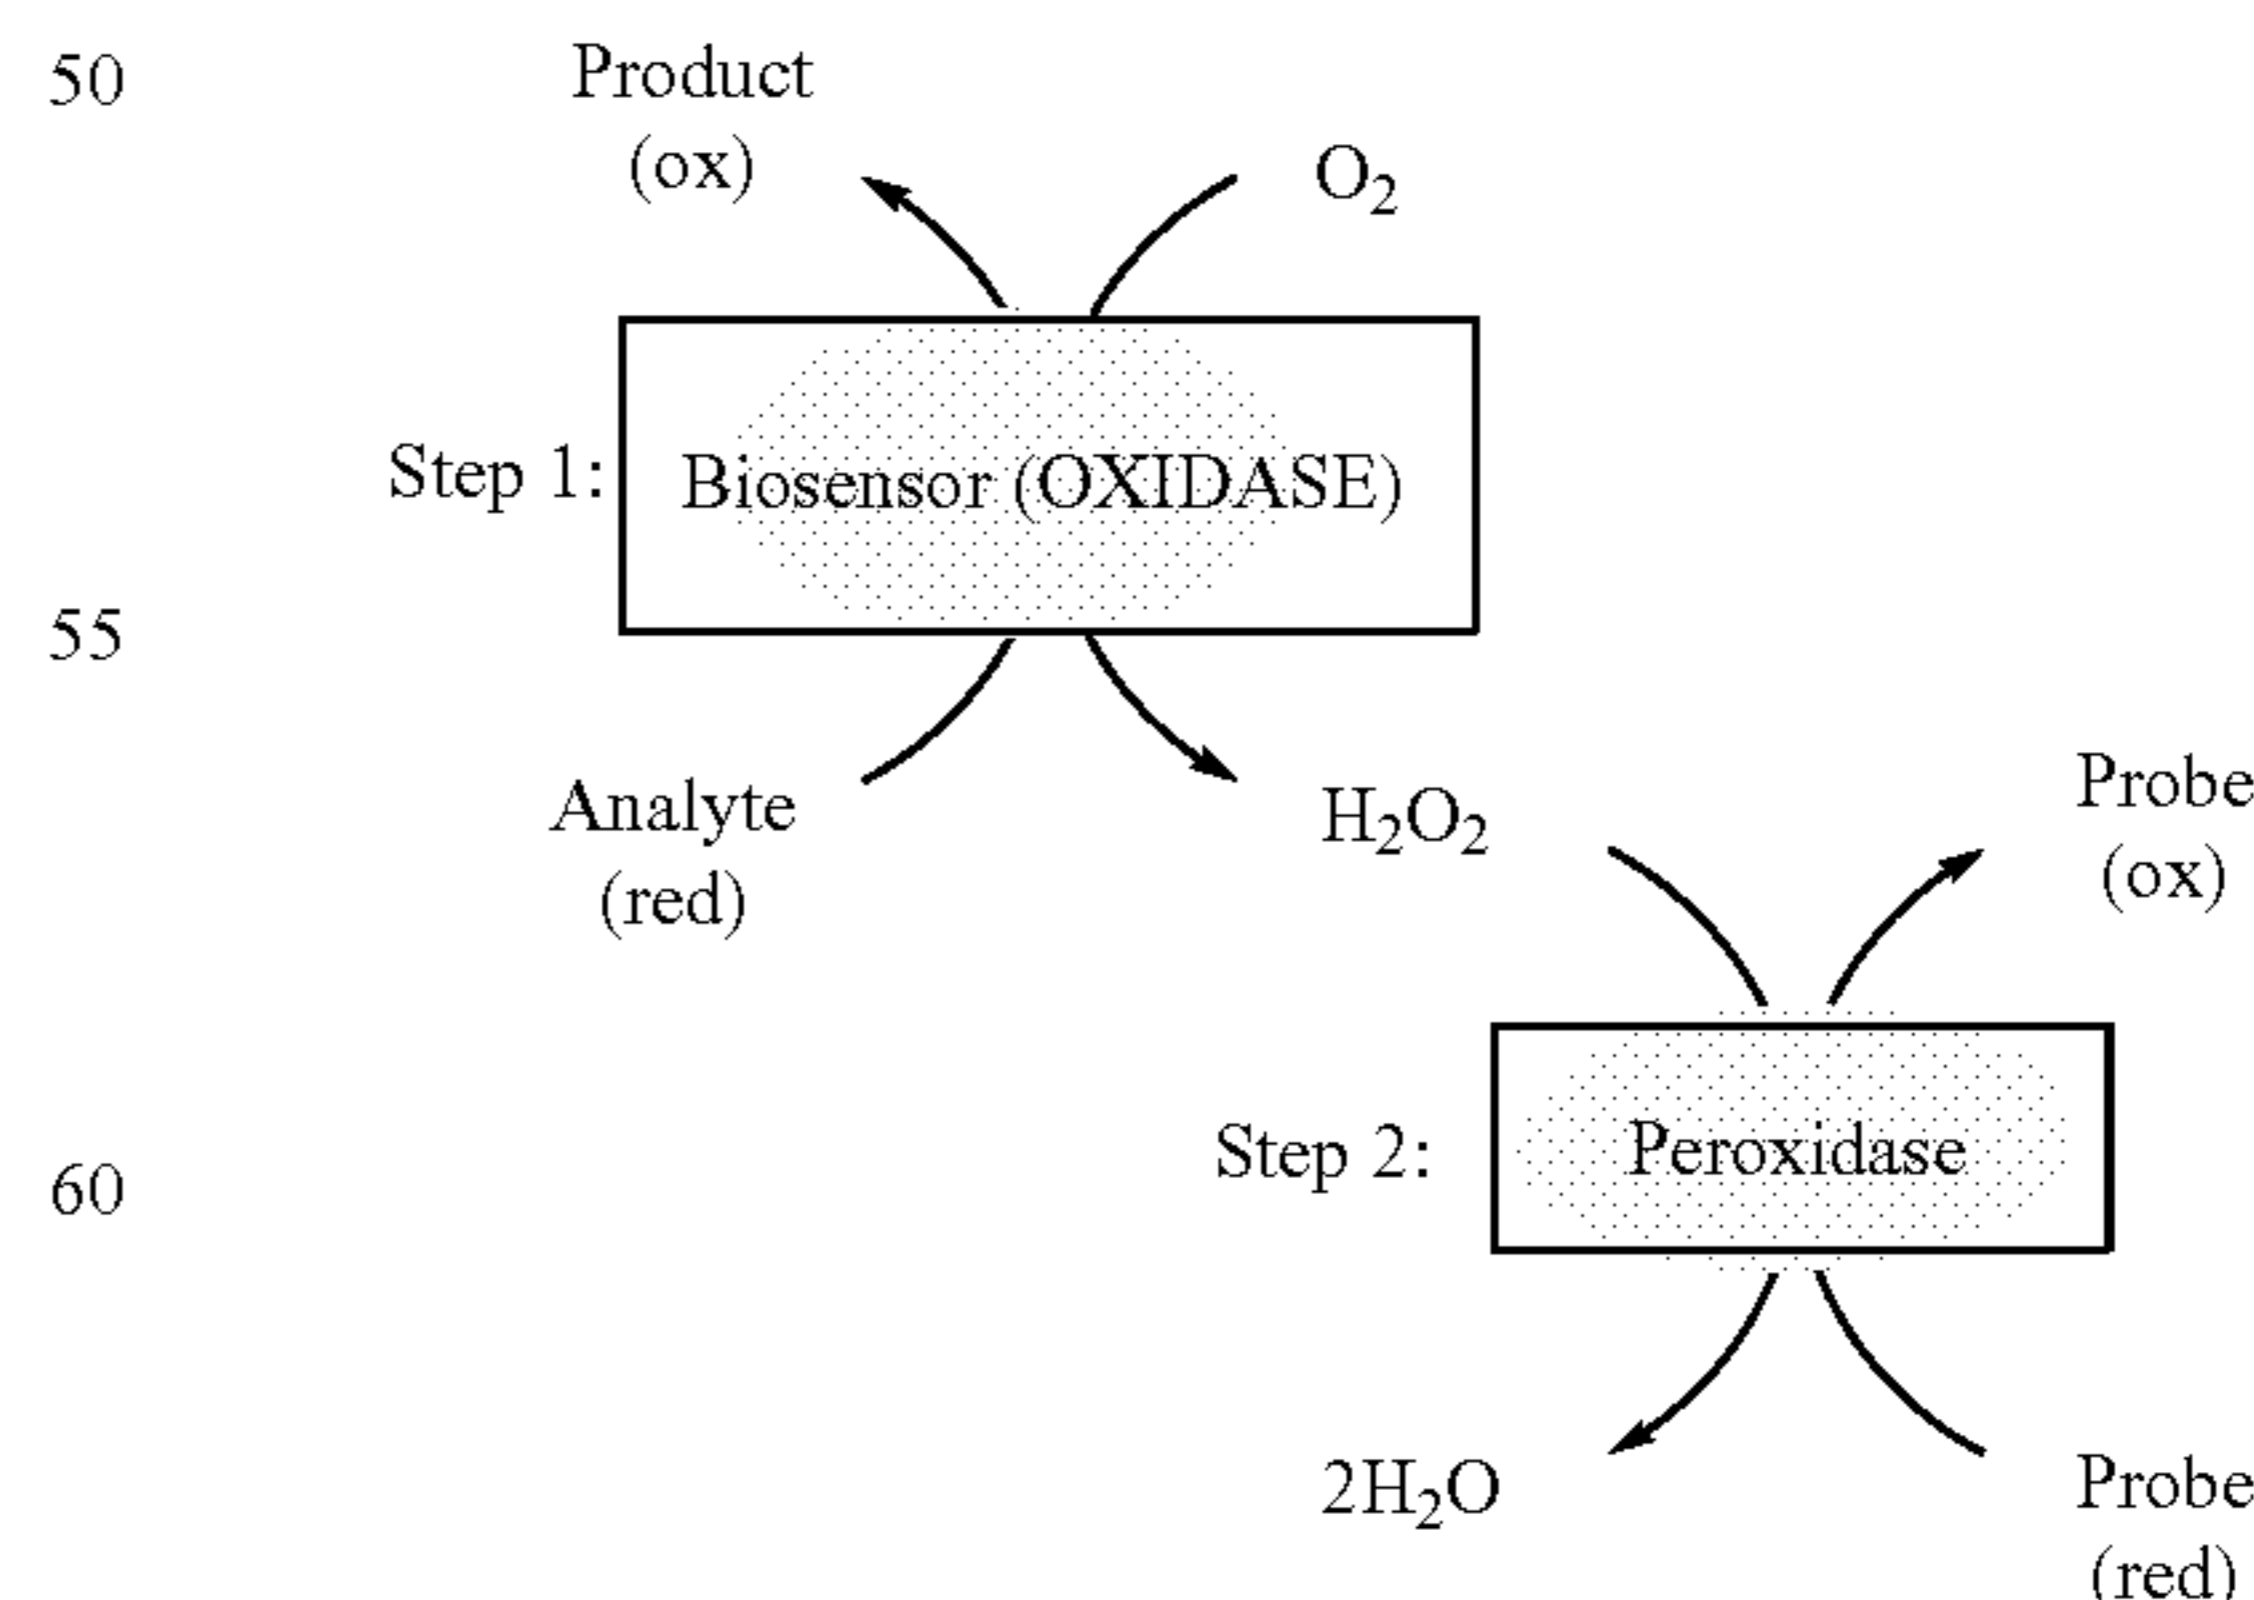 50
Product
(ox)
O2
Step 1:
Biosensor (OXIDASE)
55
Analyte
(red)
H2O2
Probe
(ox)
Step 2:
Peroxidase
60
2H2O
Probe
(red)